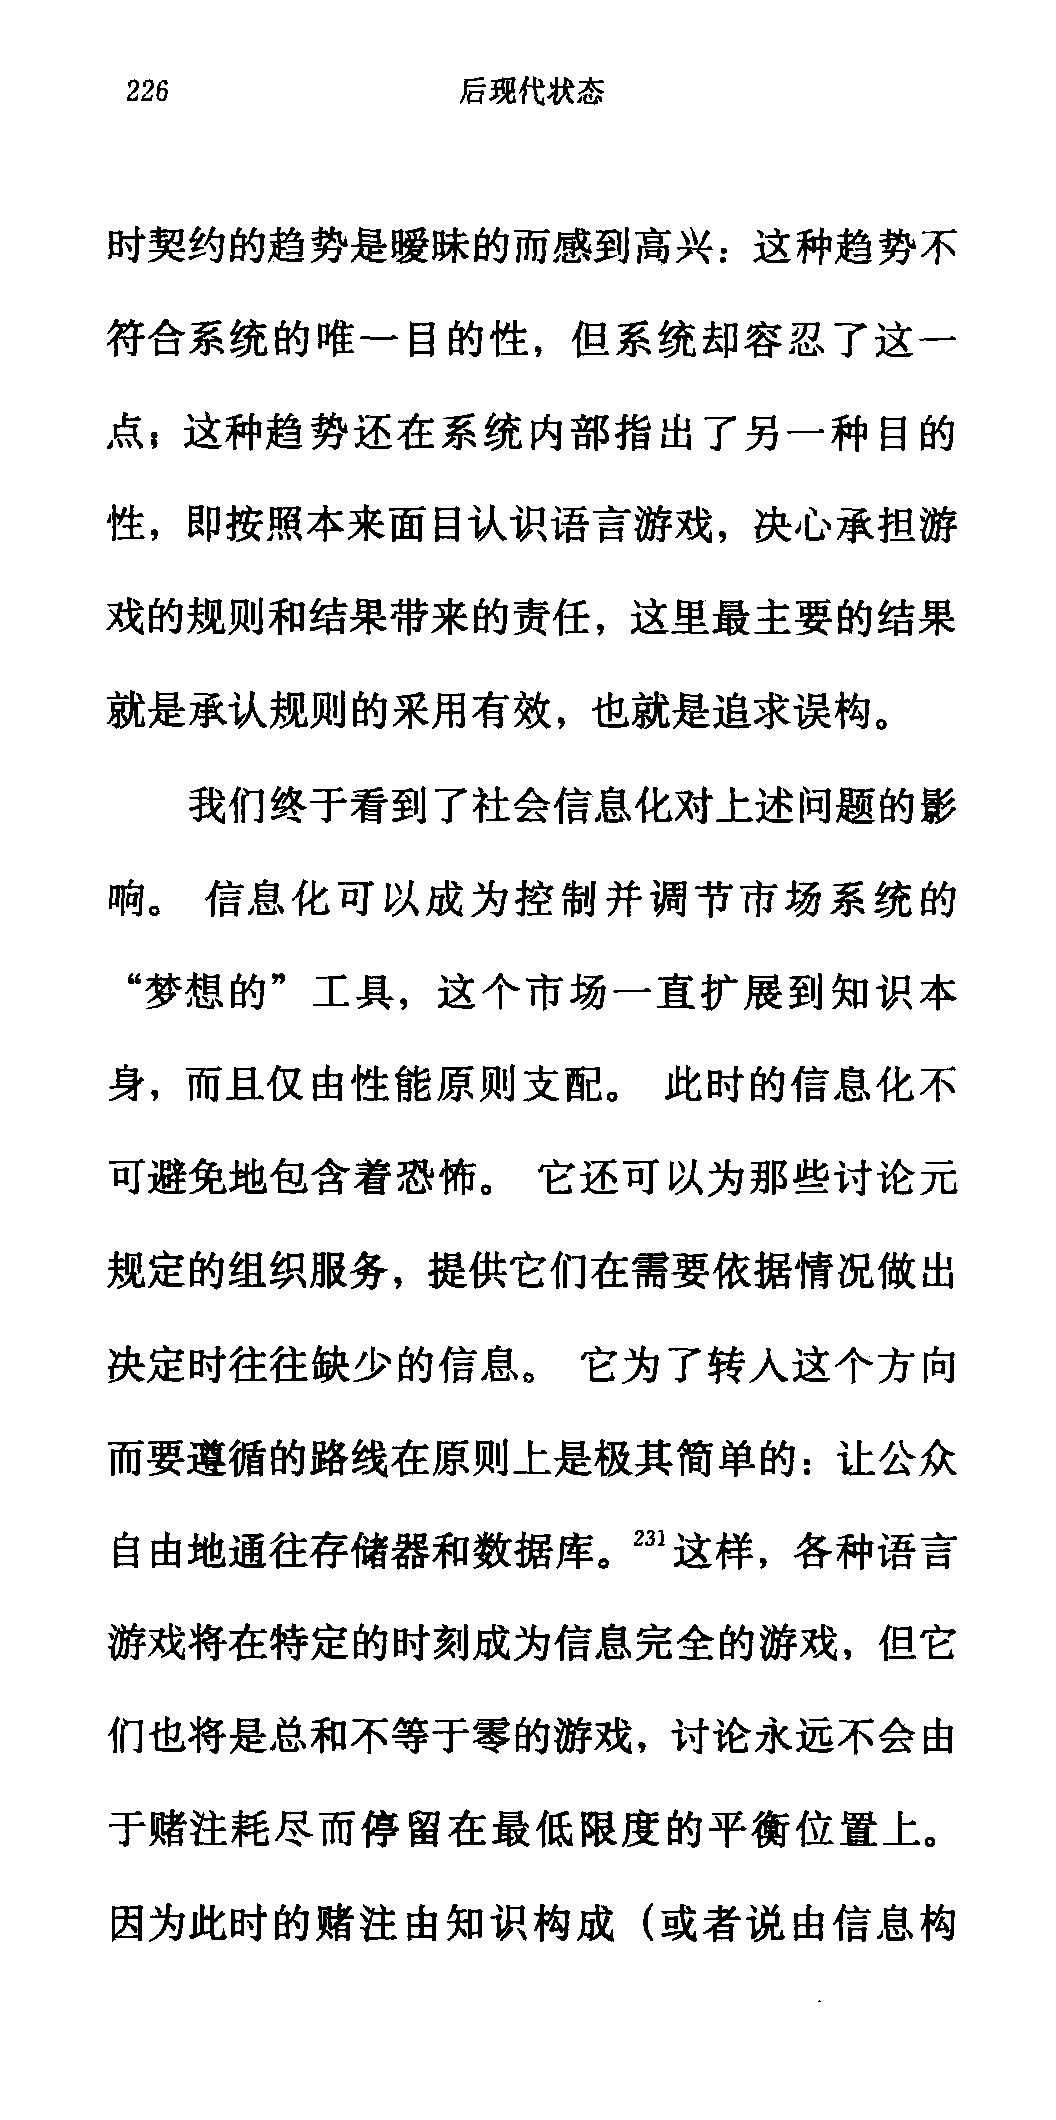 226 后现代状态
时契约的趋势是暧昧的而感到高兴：这种趋势不
符合系统的唯一目的性，但系统却容忍了这一
点；这种趋势还在系统内部指出了另一种目的
性，即按照本来面目认识语言游戏，决心承担游
戏的规则和结果带来的责任，这里最主要的结果
就是承认规则的采用有效，也就是追求误构。
我们终于看到了社会信息化对上述问题的影
响。 信息化可以成为控制并调节市场系统的
“梦想的”工具，这个市场一直扩展到知识本
身，而且仅由性能原则支配。 此时的信息化不
可避免地包含着恐怖。 它还可以为那些讨论元
规定的组织服务，提供它们在需要依据情况做出
决定时往往缺少的信息。 它为了转入这个方向
而要遵循的路线在原则上是极其简单的：让公众
自由地通往存储器和数据库。231这样，各种语言
游戏将在特定的时刻成为信息完全的游戏，但它
们也将是总和不等于零的游戏，讨论永远不会由
于赌注耗尽而停留在最低限度的平衡位置上。
因为此时的赌注由知识构成（或者说由信息构